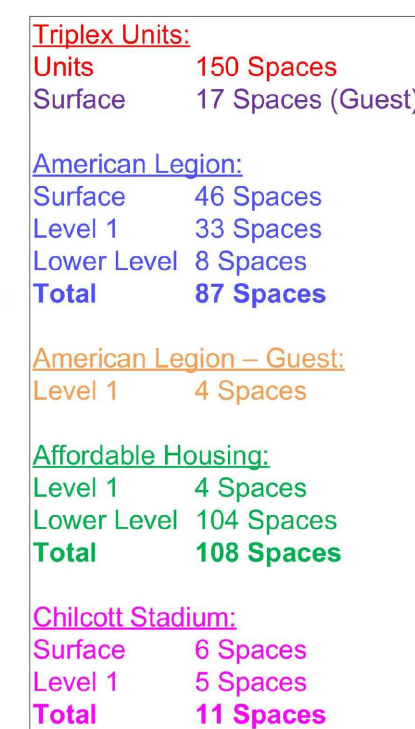 Triplex Units:
Units 150 Spaces
Surface 17 Spaces (Guest)
American Legion:
Surface 46 Spaces
Level 1 33 Spaces
Lower Level 8 Spaces
Total 87 Spaces
American Legion – Guest:
Level 1 4 Spaces
Affordable Housing:
Level 1 4 Spaces
Lower Level 104 Spaces
Total 108 Spaces
Chilcott Stadium:
Surface 6 Spaces
Level 1 5 Spaces
Total 11 Spaces